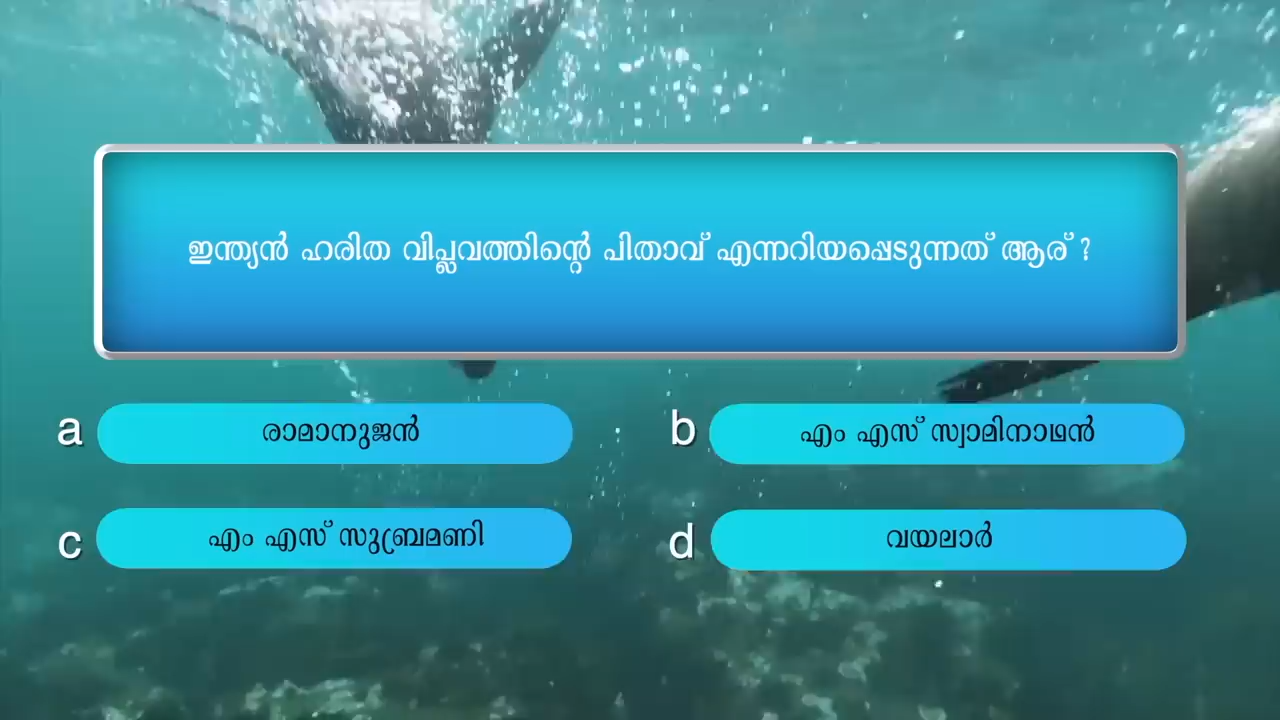 ഇന്ത്യൻ ഹരിത വിപ്ലവത്തിന്റെ പിതാവ് എന്നറിയപ്പെടുന്നത് ആര് ?
a രാമാനുജൻ
b എം എസ് സ്വാമിനാഥൻ
c എം എസ് സുബ്രമണി
d വയലാർ